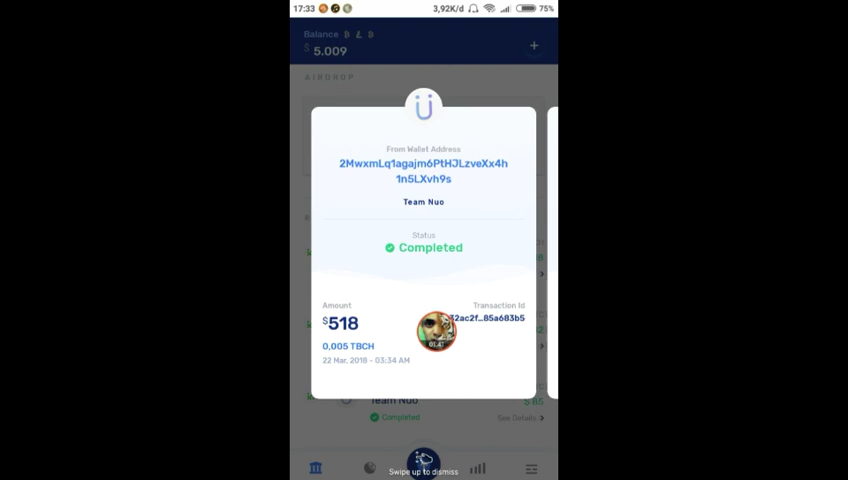 17:33
3,92K/d
75%
Balance
$ 5.009
+
AIRDROP
From Wallet Address
2MwxmLq1agajm6PtHJLzveXx4h
1n5LXvh9s
Team Nuo
Status
Completed
Amount
Transaction Id
$518
32ac2f...85a683b5
01:47
0,005 TBCH
22 Mar, 2018 - 03:34 AM
Team Nuo
$ 85
Completed
See Details
Swipe up to dismiss